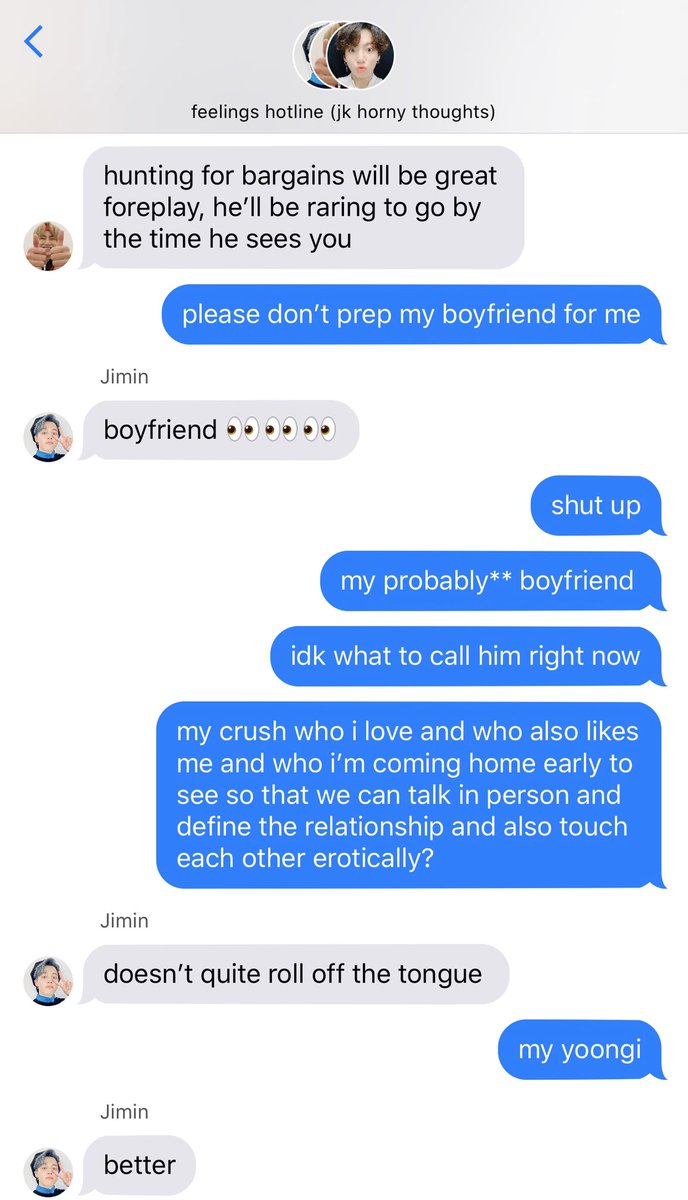 feelings hotline (jk horny thoughts)
hunting for bargains will be great
foreplay, he’ll be raring to go by
the time he sees you
please don’t prep my boyfriend for me
Jimin
boyfriend 👀👀👀
shut up
my probably** boyfriend
idk what to call him right now
my crush who i love and who also likes
me and who i’m coming home early to
see so that we can talk in person and
define the relationship and also touch
each other erotically?
Jimin
doesn’t quite roll off the tongue
my yoongi
Jimin
better